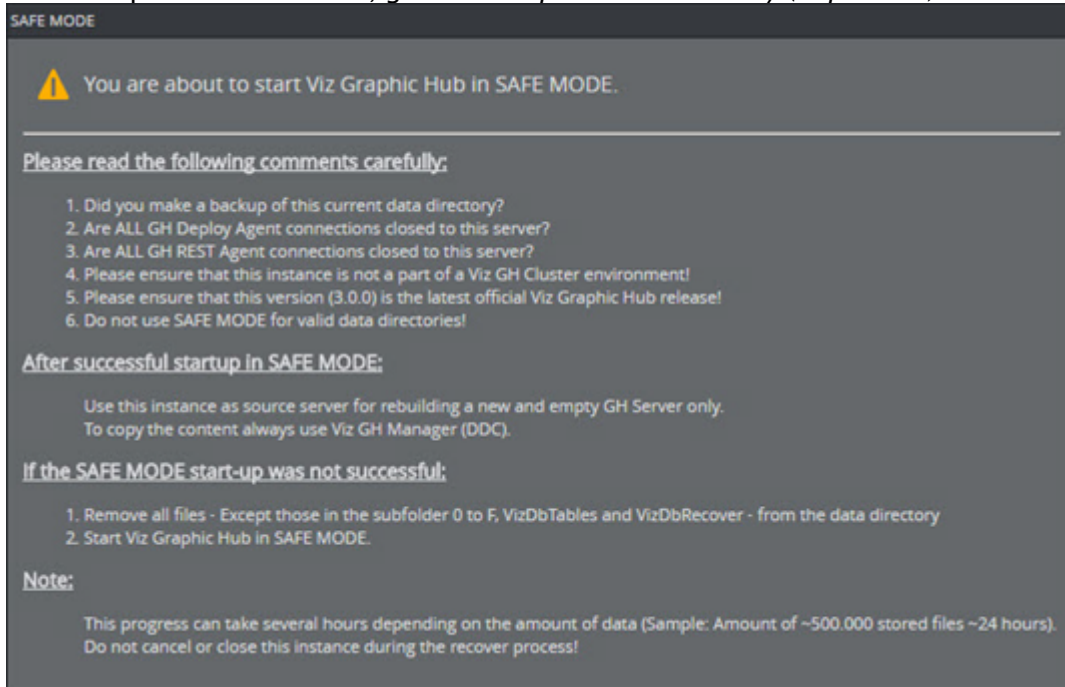 SAFE MODE
You are about to start Viz Graphic Hub in SAFE MODE.
Please read the following comments carefully:
1. Did you make a backup of this current data directory?
2. Are ALL GH Deploy Agent connections closed to this server?
3. Are ALL GH REST Agent connections closed to this server?
4. Please ensure that this instance is not a part of a Viz GH Cluster environment!
5. Please ensure that this version (3.0.0) is the latest official Viz Graphic Hub release!
6. Do not use SAFE MODE for valid data directories!
After successful startup in SAFE MODE:
Use this instance as source server for rebuilding a new and empty GH Server only.
To copy the content always use Viz GH Manager (DDC).
If the SAFE MODE start-up was not successful:
1. Remove all files - Except those in the subfolder 0 to F, VizDbTables and VizDbRecover - from the data directory
2. Start Viz Graphic Hub in SAFE MODE.
Note:
This progress can take several hours depending on the amount of data (Sample: Amount of ~500.000 stored files ~24 hours).
Do not cancel or close this instance during the recover process!